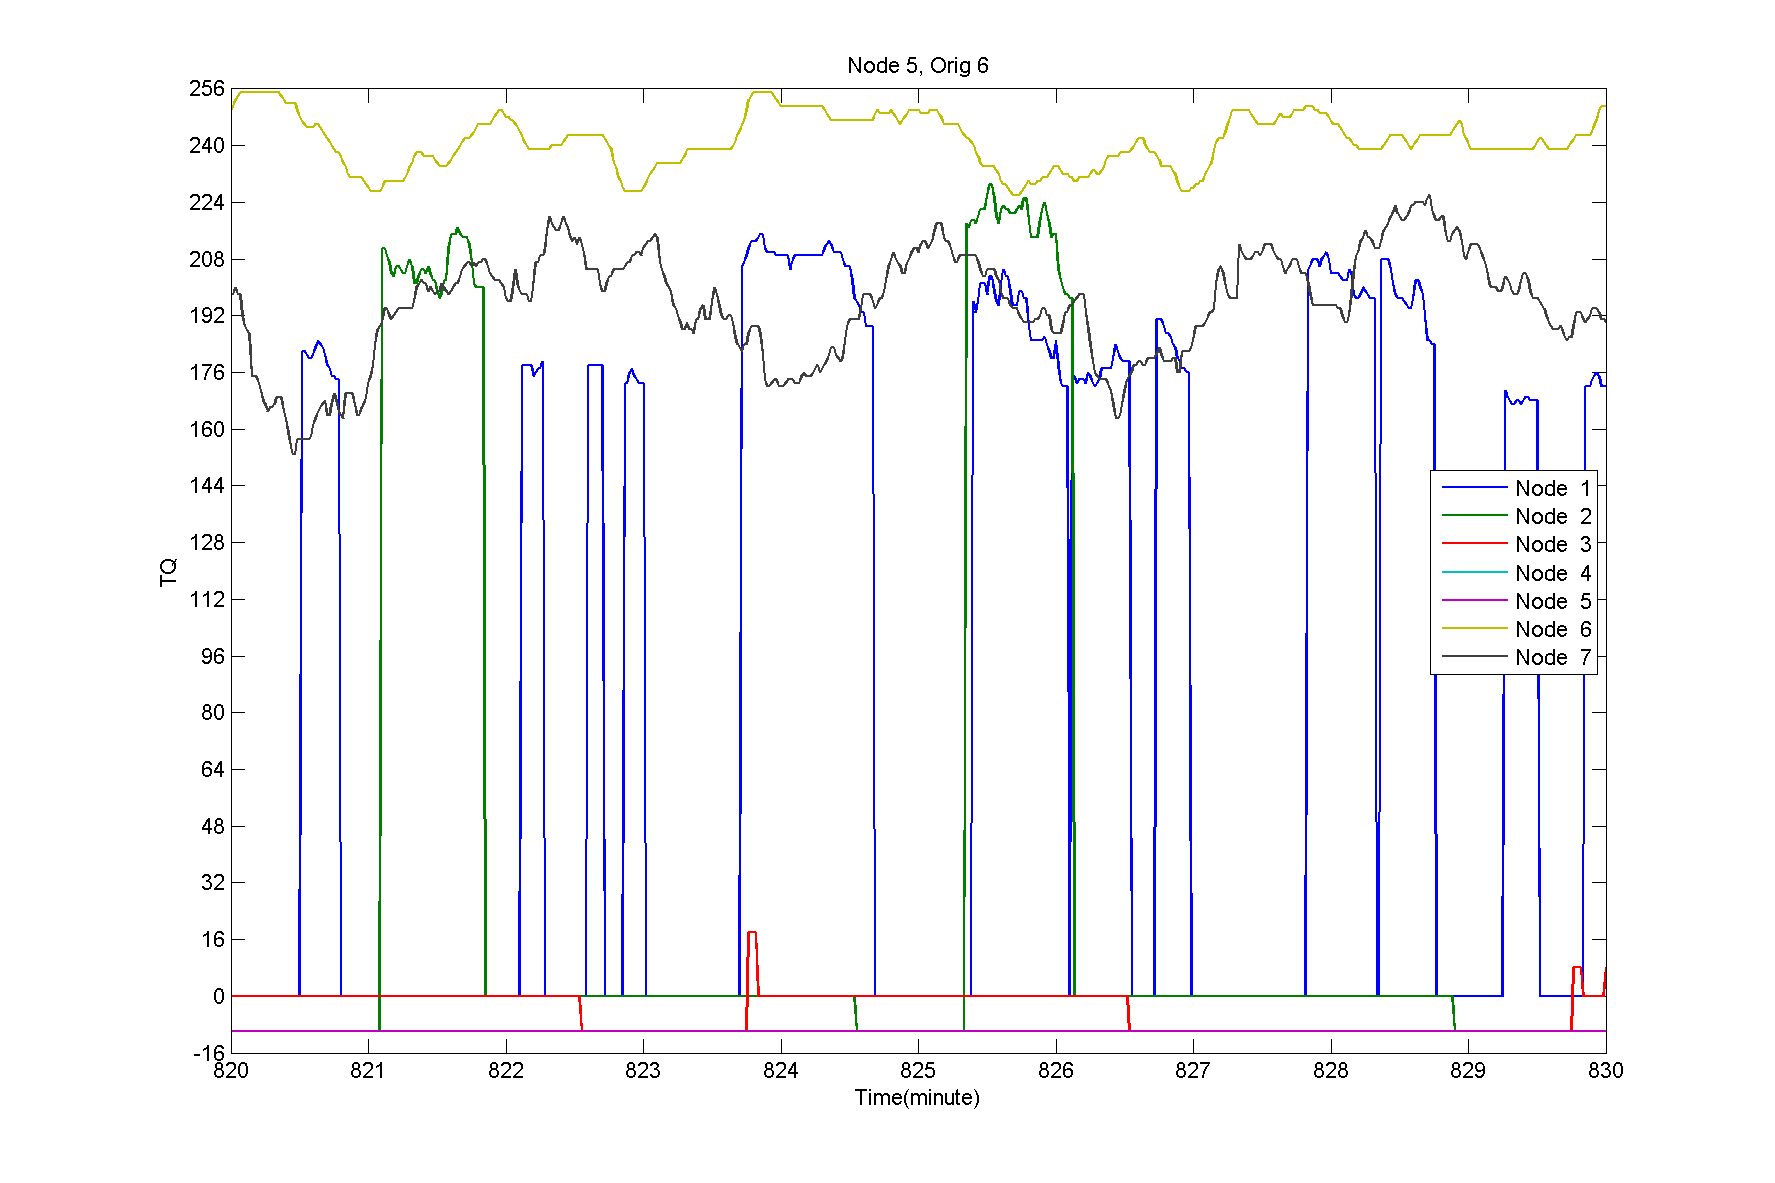 Node 5, Orig 6
256
240
224
208
192
176
160
144
128
112
96
80
64
48
32
16
0
-16
TQ
Node 1
Node 2
Node 3
Node 4
Node 5
Node 6
Node 7
820 821 822 823 824 825 826 827 828 829 830
Time(minute)